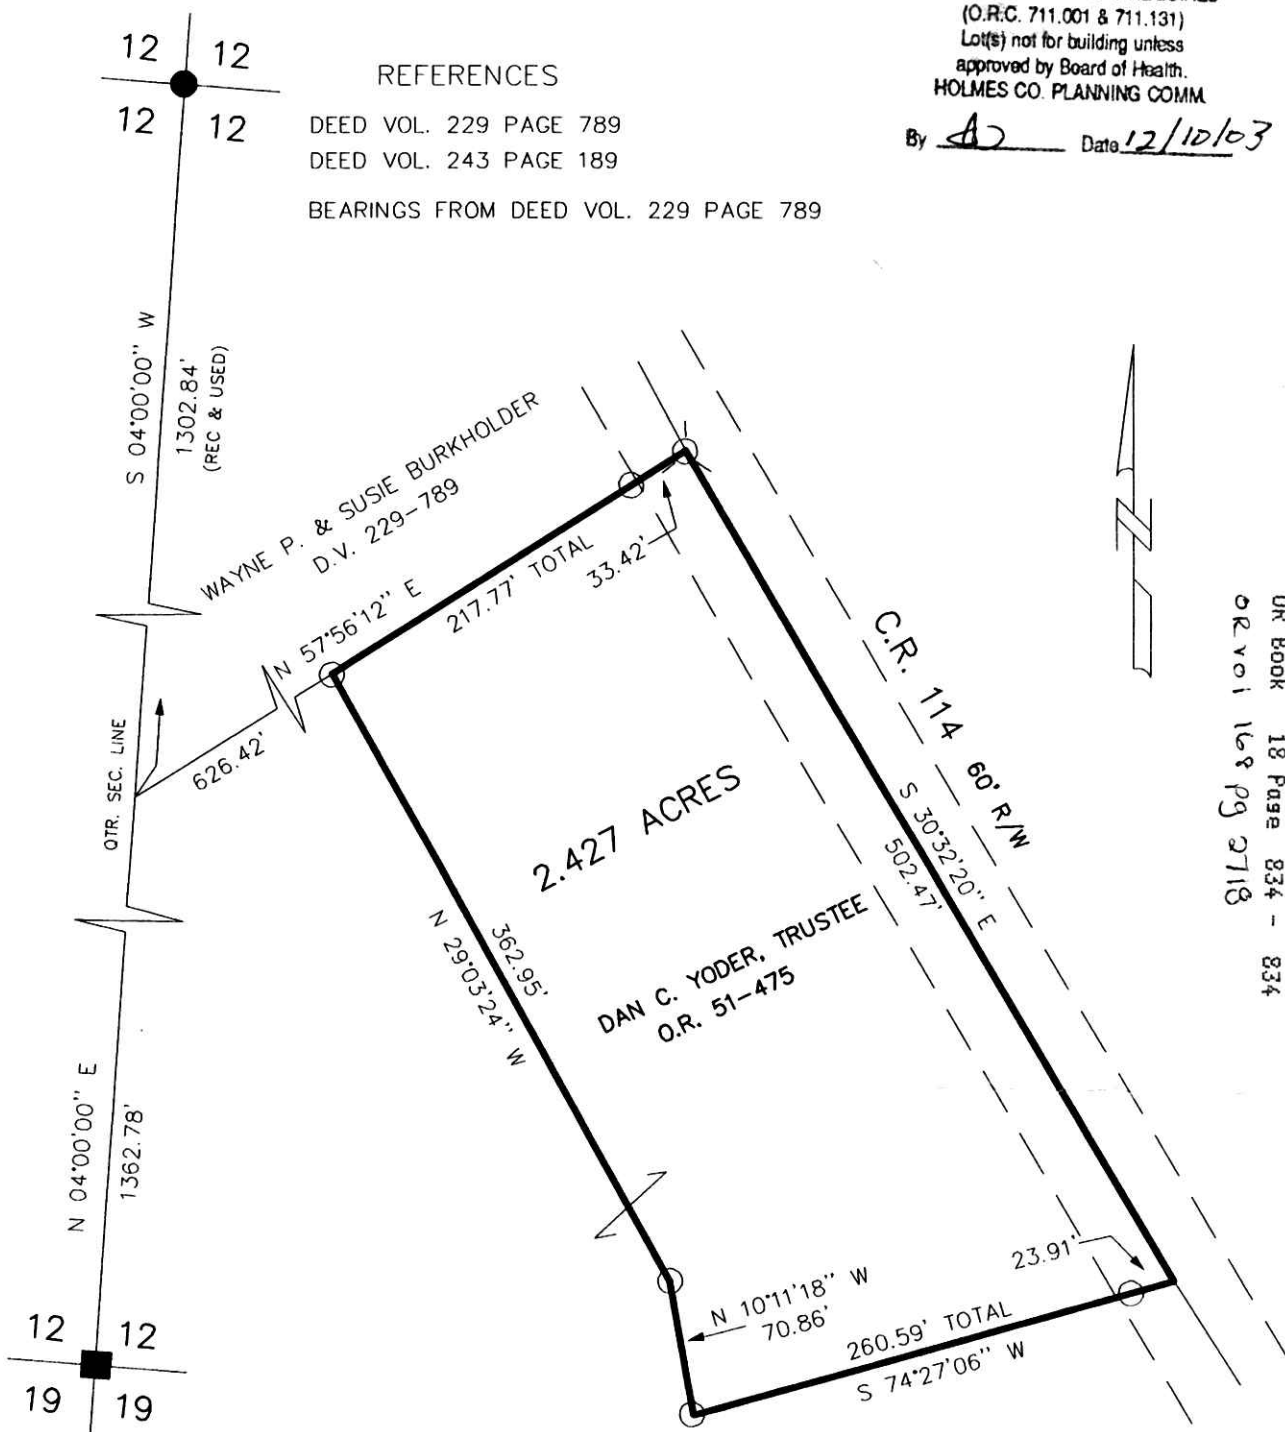 (O.R.C. 711.001 & 711.131)
Lot(s) not for building unless
approved by Board of Health.
HOLMES CO. PLANNING COMM.
By Date 12/10/03
12 12
12 12
REFERENCES
DEED VOL. 229 PAGE 789
DEED VOL. 243 PAGE 189
BEARINGS FROM DEED VOL. 229 PAGE 789
S 04°00'00" W
1302.84'
(REC & USED)
WAYNE P. & SUSIE BURKHOLDER
D.V. 229-789
N 57°56'12" E
217.77' TOTAL
33.42'
626.42'
QTR. SEC. LINE
C.R. 114 60' R/W
S 30°32'20" E
502.47'
2.427 ACRES
DAN C. YODER, TRUSTEE
O.R. 51-475
362.95'
N 29°03'24" W
N
OR BOOK 18 Page 834 - 834
OR vol 168 pg 2718
N 04°00'00" E
1362.78'
N 10°11'18" W
70.86'
23.91'
260.59' TOTAL
S 74°27'06" W
12 12
19 19